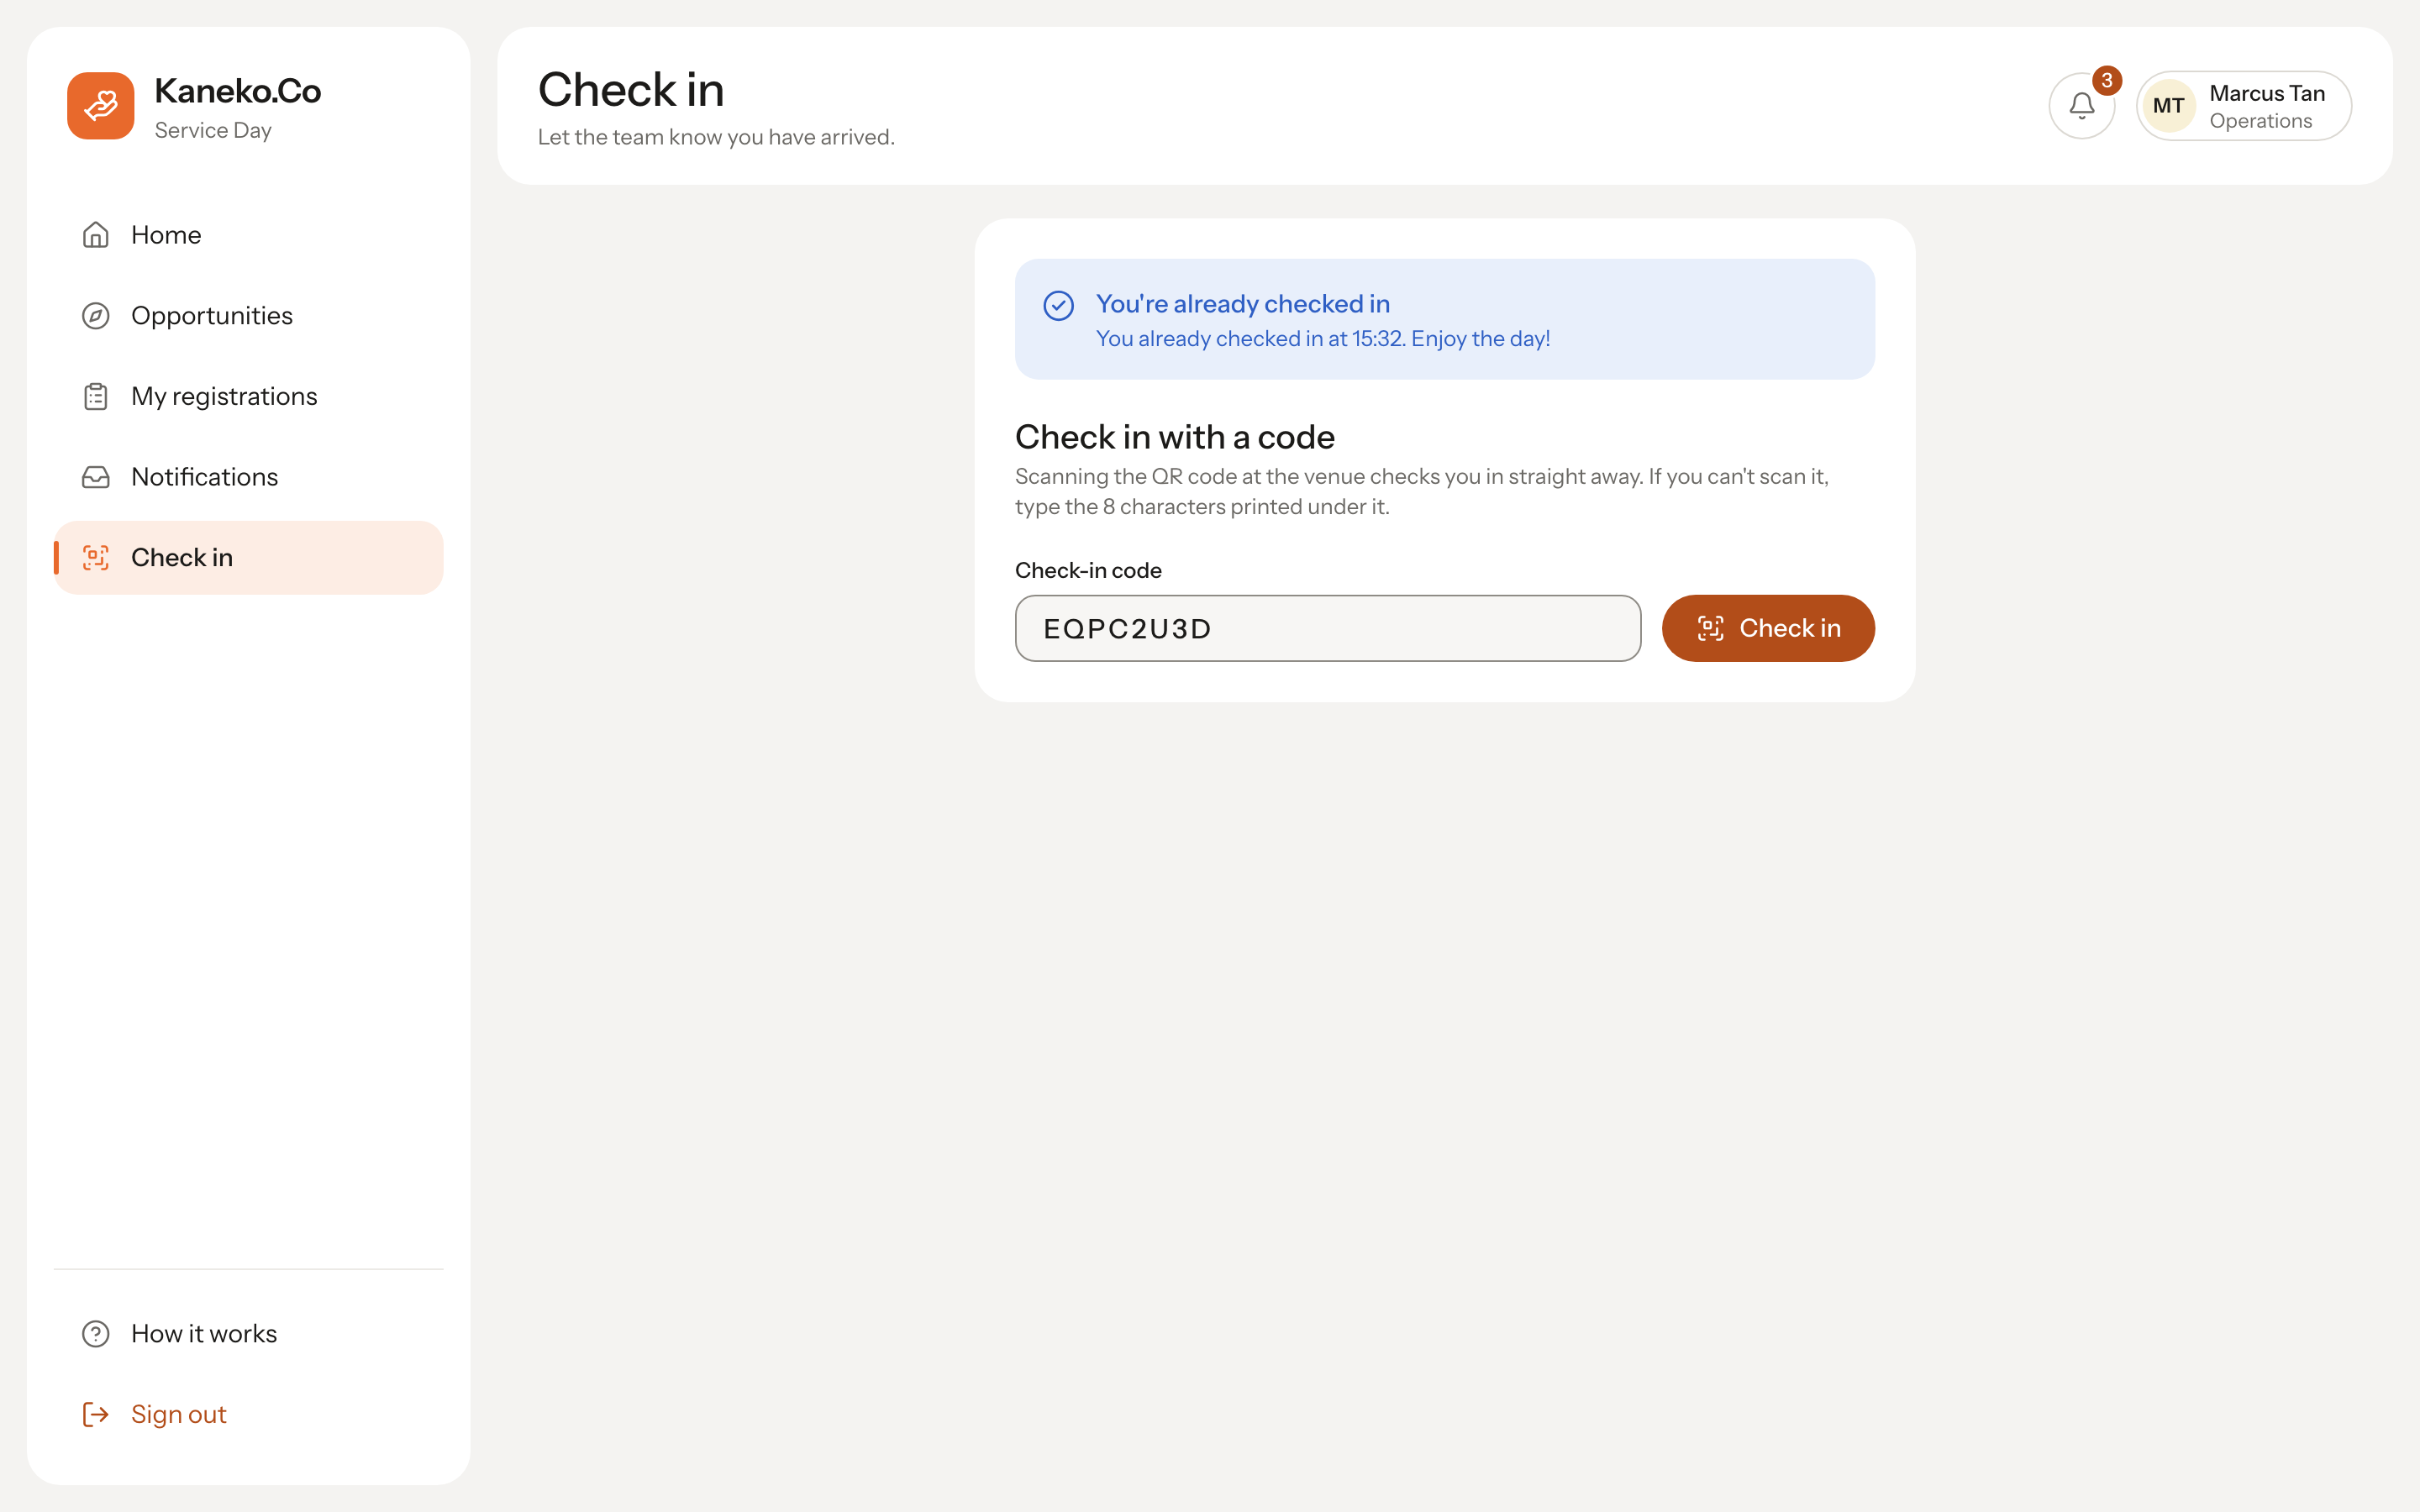 Kaneko.Co
Service Day
Home
Opportunities
My registrations
Notifications
Check in
How it works
Sign out
Check in
Let the team know you have arrived.
3
MT
Marcus Tan
Operations
You're already checked in
You already checked in at 15:32. Enjoy the day!
Check in with a code
Scanning the QR code at the venue checks you in straight away. If you can't scan it,
type the 8 characters printed under it.
Check-in code
EQPC2U3D
Check in